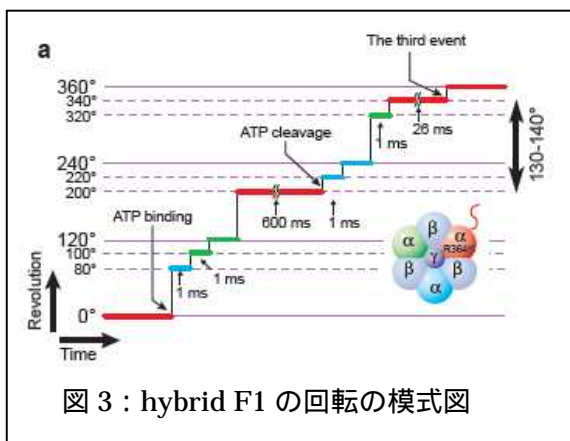 a
The third event
360°
340°
320°
26 ms
1 ms
ATP cleavage
240°
220°
200°
130-140°
600 ms
1 ms
ATP binding
120°
100°
80°
1 ms
1 ms
0°
Revolution
Time
α β α
R364K
β γ β
α
図 3 : hybrid F1 の回転の模式図